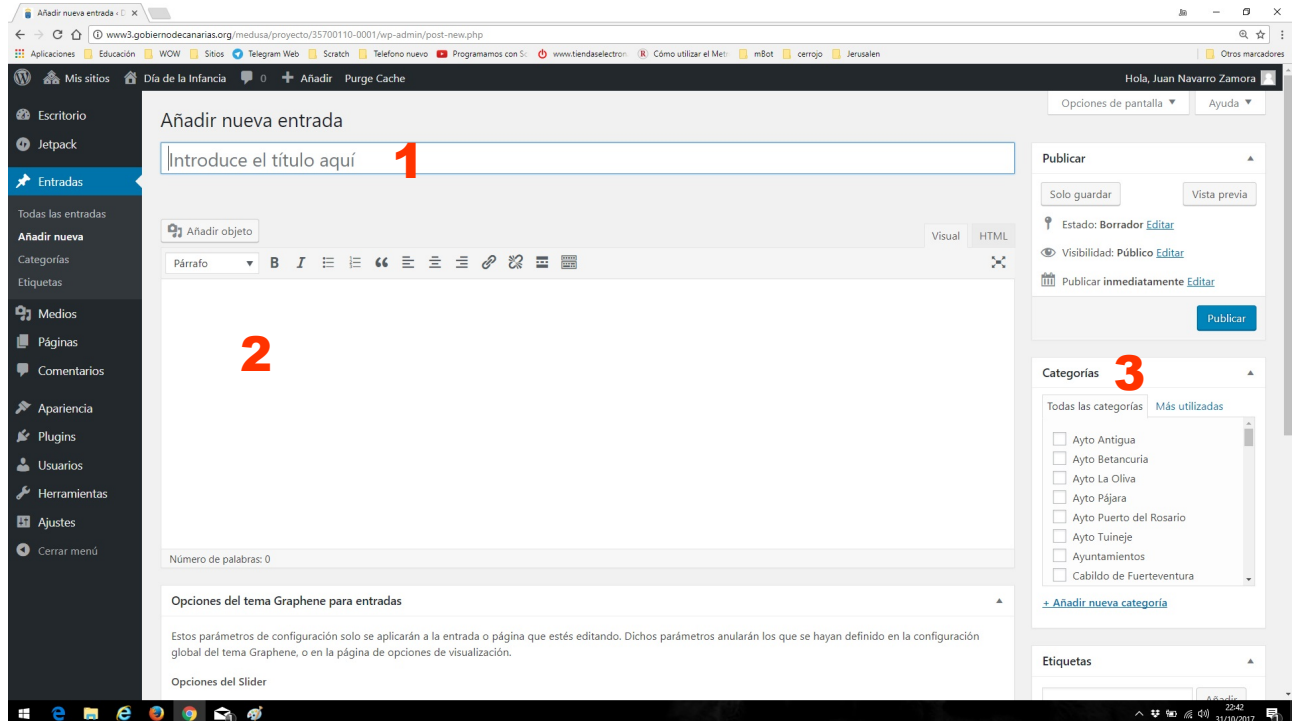 Añadir nueva entrada ‹ D
www3.gobiernodecanarias.org/medusa/proyecto/35700110-0001/wp-admin/post-new.php
Aplicaciones Educación WOW Sitios Telegram Web Scratch Telefono nuevo Programamos con Sc www.tiendaselectron Cómo utilizar el Metr mBot cerrojo Jerusalen Otros marcadores
Mis sitios Día de la Infancia 0 Añadir Purge Cache Hola, Juan Navarro Zamora
Opciones de pantalla Ayuda
Escritorio
Jetpack
Entradas
Todas las entradas
Añadir nueva
Categorías
Etiquetas
Medios
Páginas
Comentarios
Apariencia
Plugins
Usuarios
Herramientas
Ajustes
Cerrar menú
Añadir nueva entrada
Introduce el título aquí 1
Añadir objeto
Visual HTML
Párrafo B I
2
Número de palabras: 0
Opciones del tema Graphene para entradas
Estos parámetros de configuración solo se aplicarán a la entrada o página que estés editando. Dichos parámetros anularán los que se hayan definido en la configuración
global del tema Graphene, o en la página de opciones de visualización.
Opciones del Slider
Publicar
Solo guardar Vista previa
Estado: Borrador Editar
Visibilidad: Público Editar
Publicar inmediatamente Editar
Publicar
Categorías 3
Todas las categorías Más utilizadas
Ayto Antigua
Ayto Betancuria
Ayto La Oliva
Ayto Pájara
Ayto Puerto del Rosario
Ayto Tuineje
Ayuntamientos
Cabildo de Fuerteventura
+ Añadir nueva categoría
Etiquetas
Añadir
22:42
31/10/2017